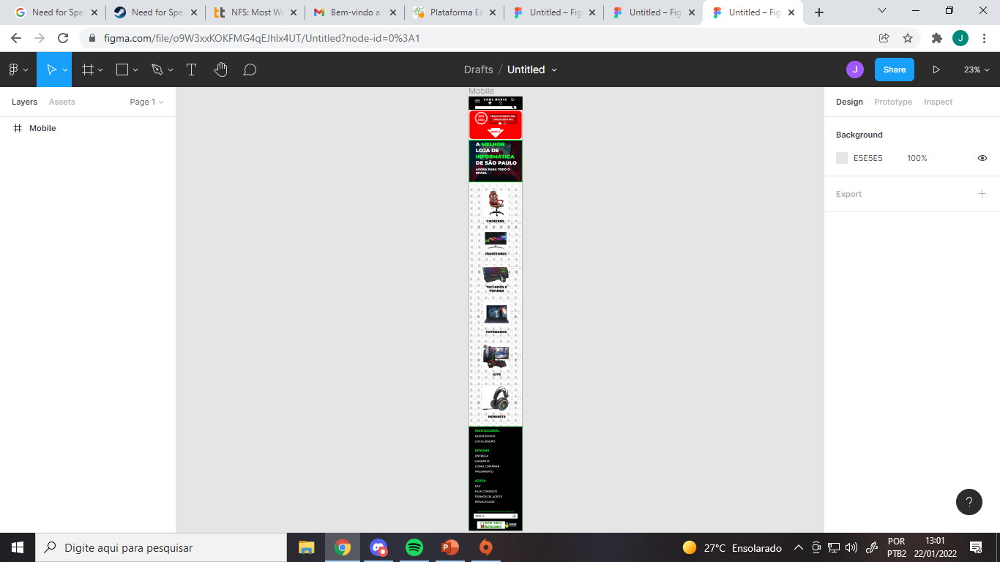 Need for Spe
Need for Spe
NFS: Most Wa
Bem-vindo a
Plataforma Ea
Untitled – Fig
Untitled – Fig
Untitled – Fig
figma.com/file/o9W3xxKOKFMG4qEJhlx4UT/Untitled?node-id=0%3A1
J
Drafts / Untitled
J
Share
23%
Layers
Assets
Page 1
Mobile
Mobile
GAME MANIA
A MELHOR
LOJA DE
INFORMÁTICA
DE SÃO PAULO
AGORA PARA TODO O
BRASIL
CADEIRAS
MONITORES
TECLADOS E
MOUSES
NOTEBOOKS
KITS
HEADSETS
INSTITUCIONAL
QUEM SOMOS
LOCALIZAÇÃO
DÚVIDAS
ENTREGA
GARANTIA
COMO COMPRAR
PAGAMENTO
AJUDA
SAC
FALE CONOSCO
TERMOS DE ACEITE
PRIVACIDADE
EMAIL
SITE 100%
SEGURO
Design
Prototype
Inspect
Background
E5E5E5
100%
Export
?
Digite aqui para pesquisar
27°C Ensolarado
POR
PTB2
13:01
22/01/2022